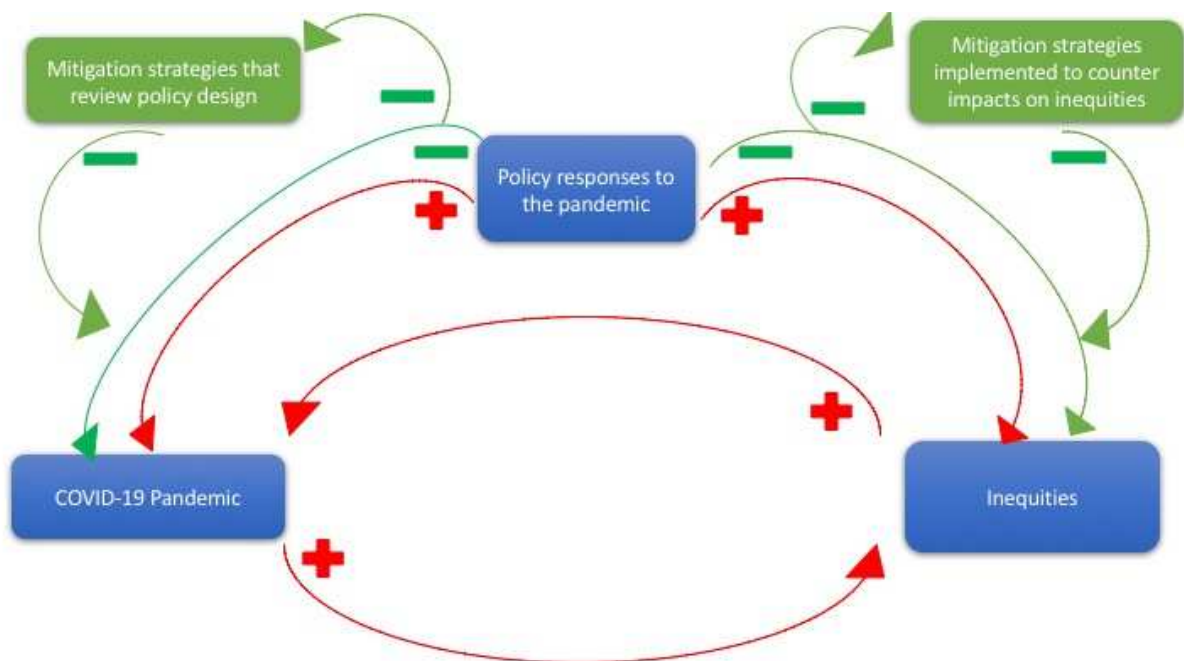 Mitigation strategies that
review policy design
Mitigation strategies
implemented to counter
impacts on inequities
Policy responses to
the pandemic
COVID-19 Pandemic
Inequities